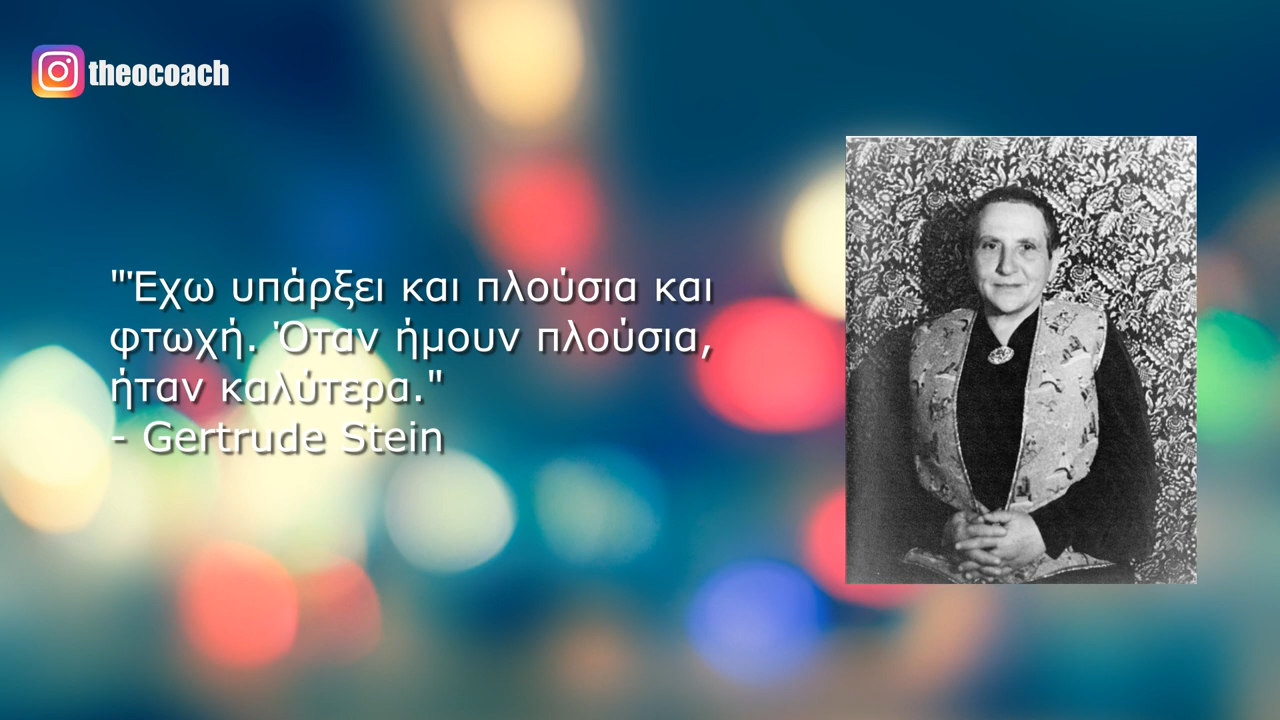 theocoach
"Έχω υπάρξει και πλούσια και
φτωχή. Όταν ήμουν πλούσια,
ήταν καλύτερα."
- Gertrude Stein